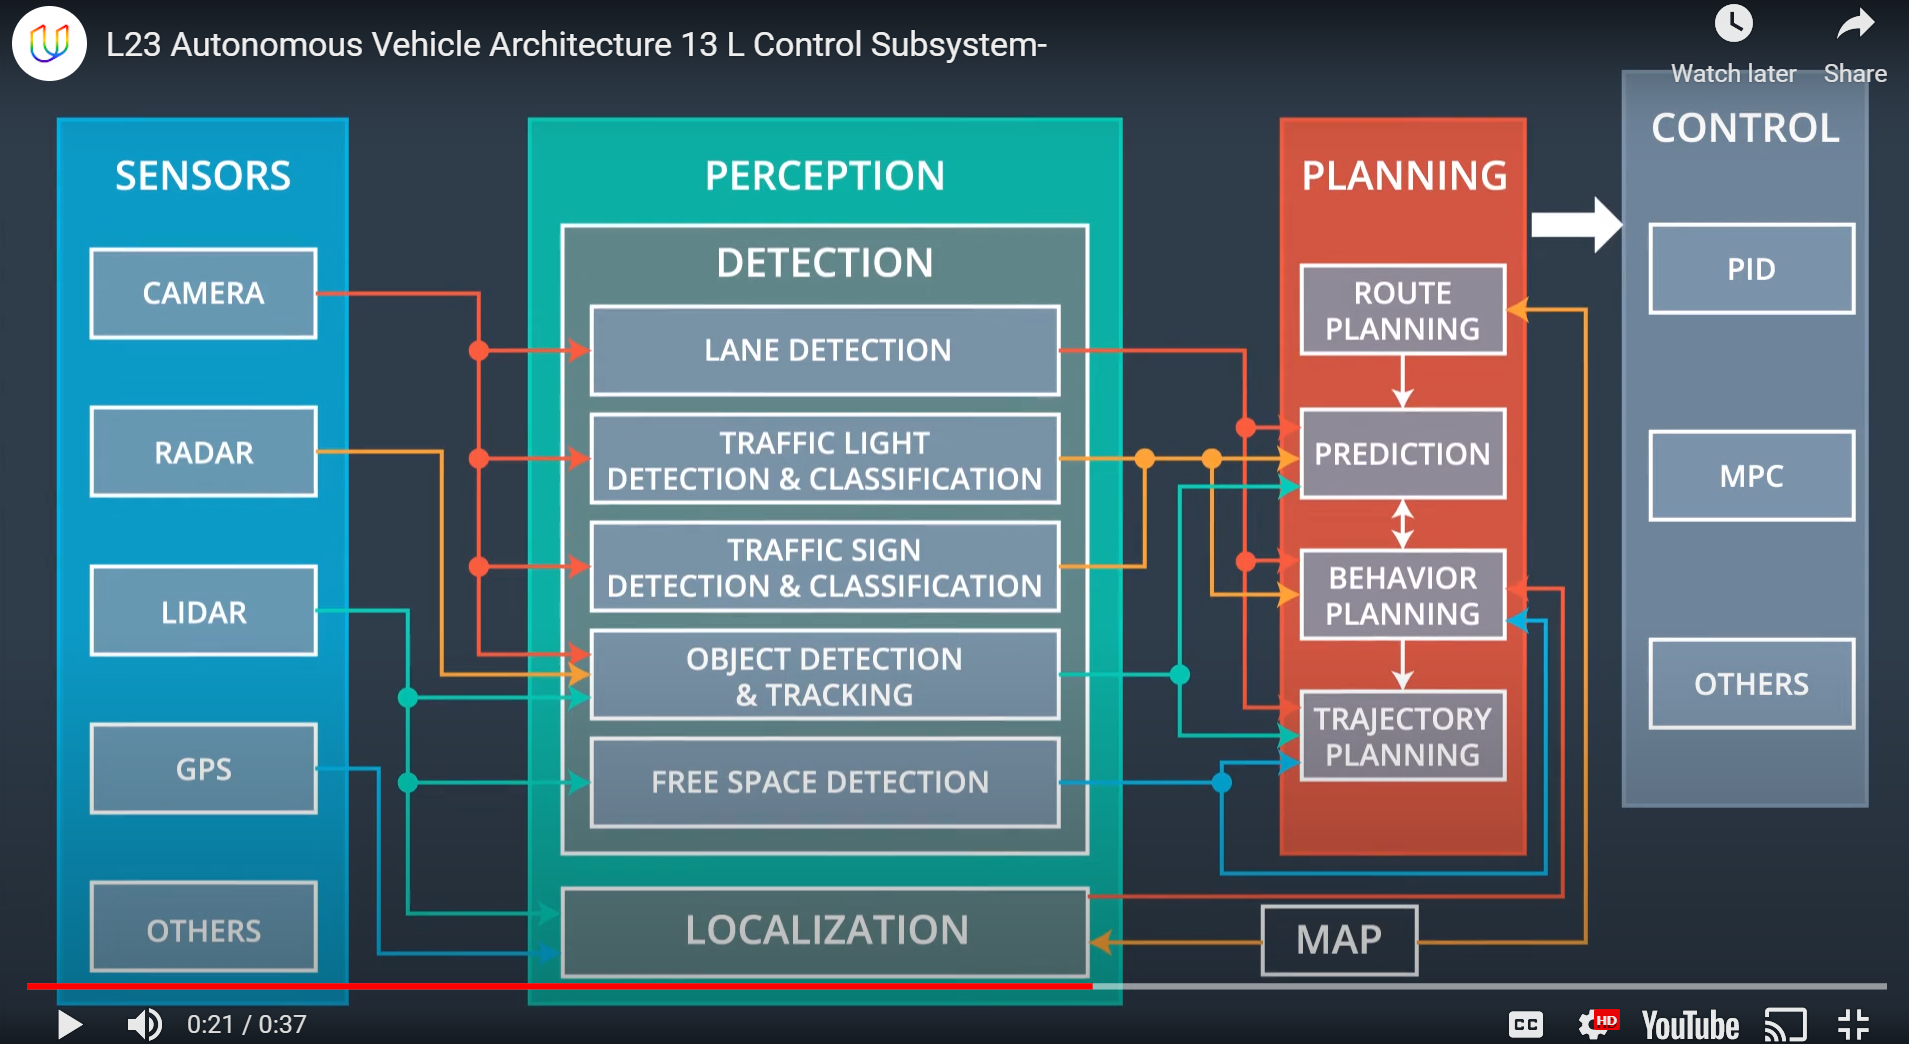 L23 Autonomous Vehicle Architecture 13 L Control Subsystem-
Watch later
Share
SENSORS
CAMERA
RADAR
LIDAR
GPS
OTHERS
PERCEPTION
DETECTION
LANE DETECTION
TRAFFIC LIGHT
DETECTION & CLASSIFICATION
TRAFFIC SIGN
DETECTION & CLASSIFICATION
OBJECT DETECTION
& TRACKING
FREE SPACE DETECTION
LOCALIZATION
PLANNING
ROUTE
PLANNING
PREDICTION
BEHAVIOR
PLANNING
TRAJECTORY
PLANNING
MAP
CONTROL
PID
MPC
OTHERS
0:21 / 0:37
CC
HD
YouTube